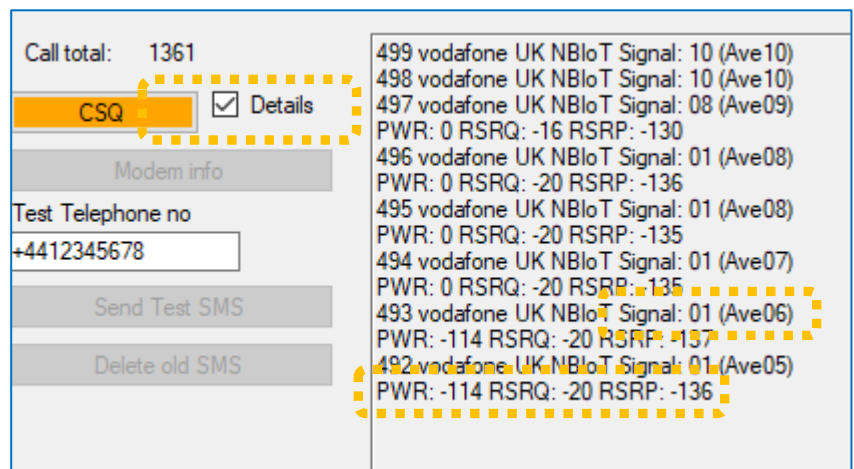 Call total: 1361
CSQ
Details
Modem info
Test Telephone no
+4412345678
Send Test SMS
Delete old SMS
499 vodafone UK NBIoT Signal: 10 (Ave10)
498 vodafone UK NBIoT Signal: 10 (Ave10)
497 vodafone UK NBIoT Signal: 08 (Ave09)
PWR: 0 RSRQ: -16 RSRP: -130
496 vodafone UK NBIoT Signal: 01 (Ave08)
PWR: 0 RSRQ: -20 RSRP: -136
495 vodafone UK NBIoT Signal: 01 (Ave08)
PWR: 0 RSRQ: -20 RSRP: -135
494 vodafone UK NBIoT Signal: 01 (Ave07)
PWR: 0 RSRQ: -20 RSRP: -135
493 vodafone UK NBIoT Signal: 01 (Ave06)
PWR: -114 RSRQ: -20 RSRP: -137
492 vodafone UK NBIoT Signal: 01 (Ave05)
PWR: -114 RSRQ: -20 RSRP: -136